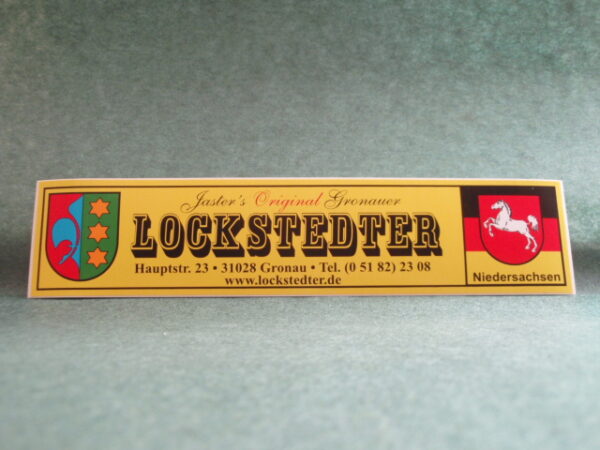 Jaster's Original Gronauer
LOCKSTEDTER
Hauptstr. 23 • 31028 Gronau • Tel. (0 51 82) 23 08
www.lockstedter.de
Niedersachsen